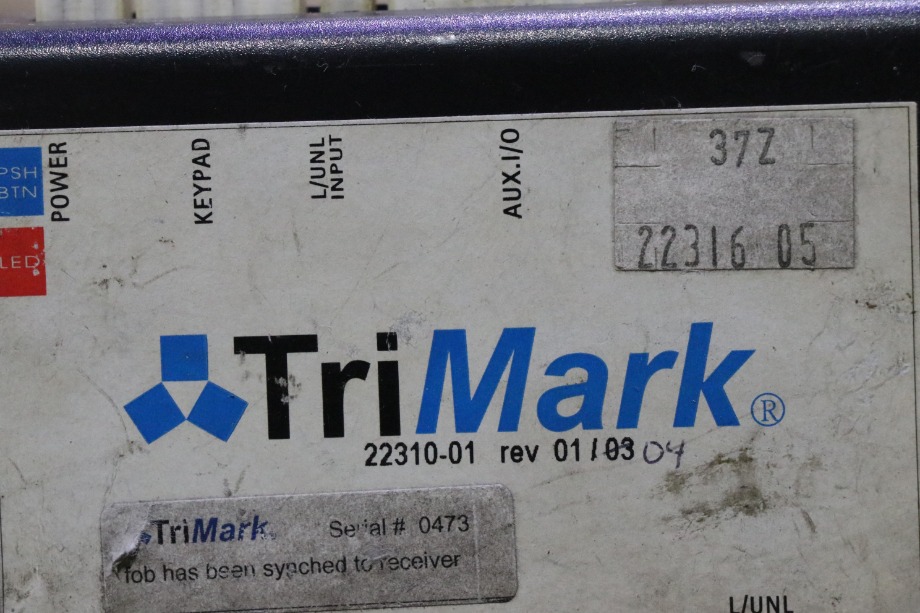 PSH
BTN
POWER
KEYPAD
L/UNL
INPUT
AUX.I/O
37Z
22316 05
LED
TriMark®
22310-01 rev 01/03 04
TriMark Serial # 0473
fob has been synched to receiver
L/UNL